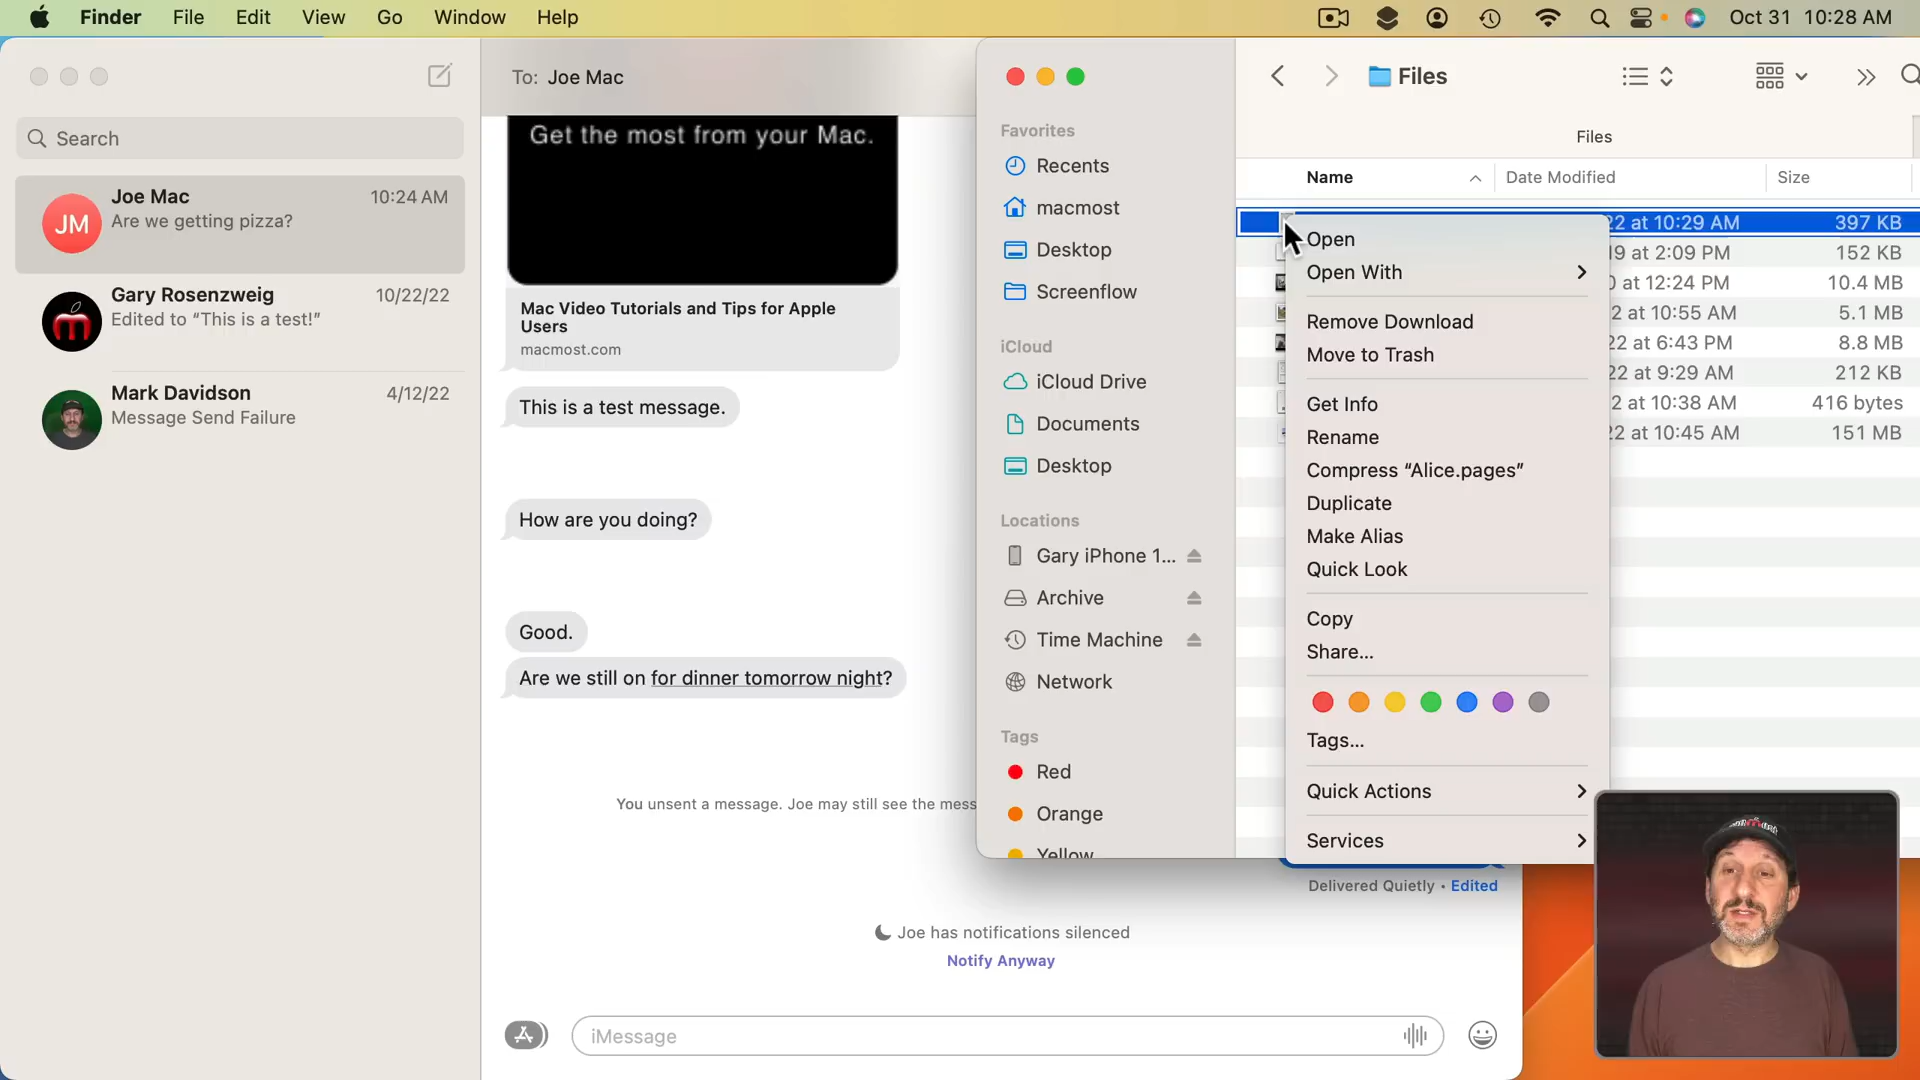 Finder File Edit View Go Window Help Oct 31 10:28 AM
Search
Joe Mac 10:24 AM
JM
Are we getting pizza?
Gary Rosenzweig 10/22/22
Edited to “This is a test!”
Mark Davidson 4/12/22
Message Send Failure
To: Joe Mac
Get the most from your Mac.
Mac Video Tutorials and Tips for Apple
Users
macmost.com
This is a test message.
How are you doing?
Good.
Are we still on for dinner tomorrow night?
You unsent a message. Joe may still see the mess
Delivered Quietly • Edited
Joe has notifications silenced
Notify Anyway
iMessage
Favorites
Recents
macmost
Desktop
Screenflow
iCloud
iCloud Drive
Documents
Desktop
Locations
Gary iPhone 1...
Archive
Time Machine
Network
Tags
Red
Orange
Yellow
Files
Files
Name Date Modified Size
22 at 10:29 AM 397 KB
19 at 2:09 PM 152 KB
0 at 12:24 PM 10.4 MB
2 at 10:55 AM 5.1 MB
22 at 6:43 PM 8.8 MB
22 at 9:29 AM 212 KB
2 at 10:38 AM 416 bytes
22 at 10:45 AM 151 MB
Open
Open With
Remove Download
Move to Trash
Get Info
Rename
Compress “Alice.pages”
Duplicate
Make Alias
Quick Look
Copy
Share...
Tags...
Quick Actions
Services